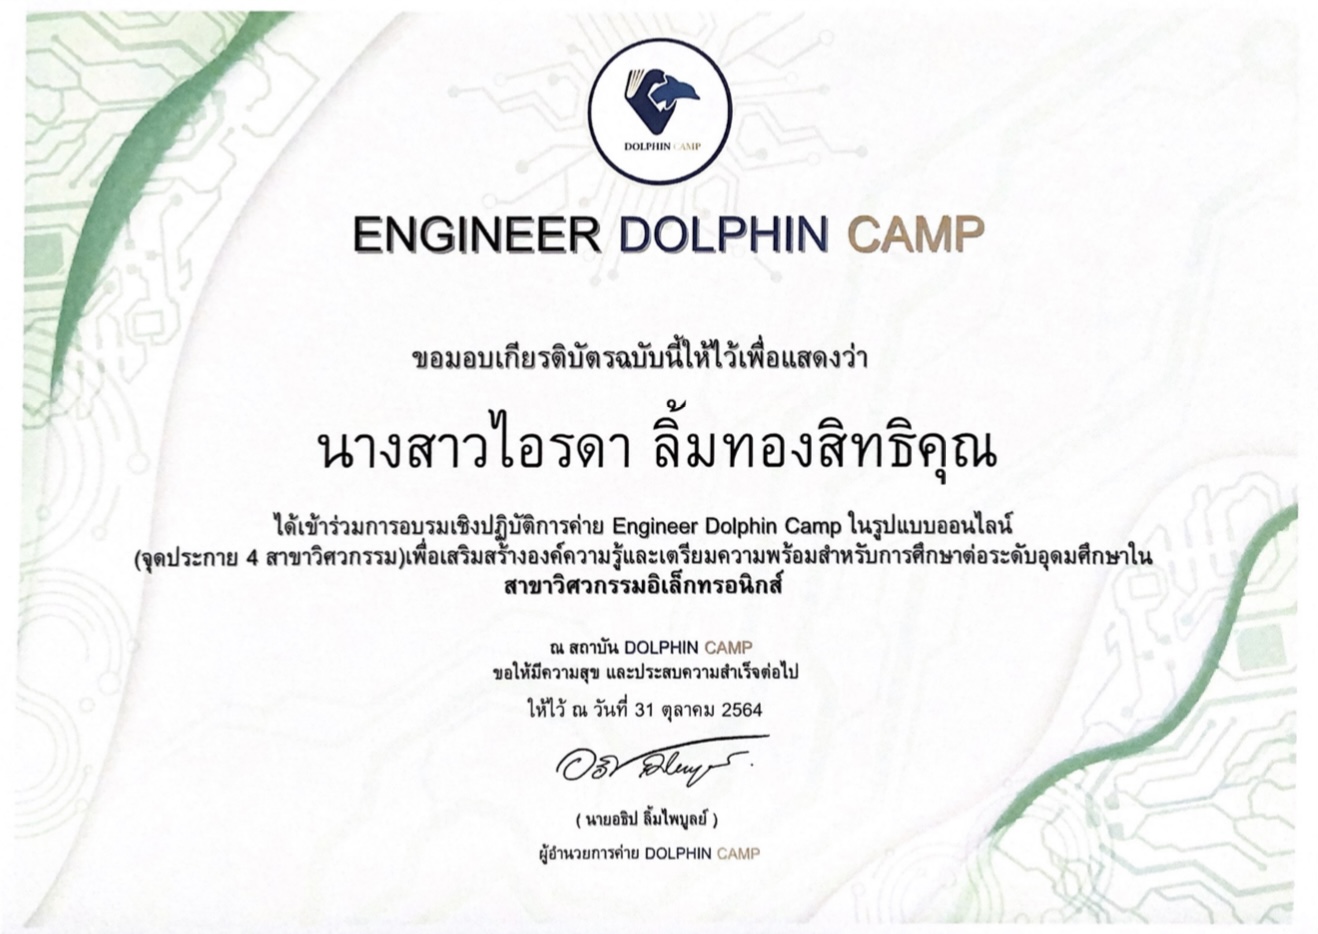 DOLPHIN CAMP
ENGINEER DOLPHIN CAMP
ขอมอบเกียรติบัตรฉบับนี้ให้ไว้เพื่อแสดงว่า
นางสาวไอรดา ลิ้มทองสิทธิคุณ
ได้เข้าร่วมการอบรมเชิงปฏิบัติการค่าย Engineer Dolphin Camp ในรูปแบบออนไลน์
(จุดประกาย 4 สาขาวิศวกรรม)เพื่อเสริมสร้างองค์ความรู้และเตรียมความพร้อมสำหรับการศึกษาต่อระดับอุดมศึกษาใน
สาขาวิศวกรรมอิเล็กทรอนิกส์
ณ สถาบัน DOLPHIN CAMP
ขอให้มีความสุข และประสบความสำเร็จต่อไป
ให้ไว้ ณ วันที่ 31 ตุลาคม 2564
( นายอธิป ลิ้มไพบูลย์ )
ผู้อำนวยการค่าย DOLPHIN CAMP